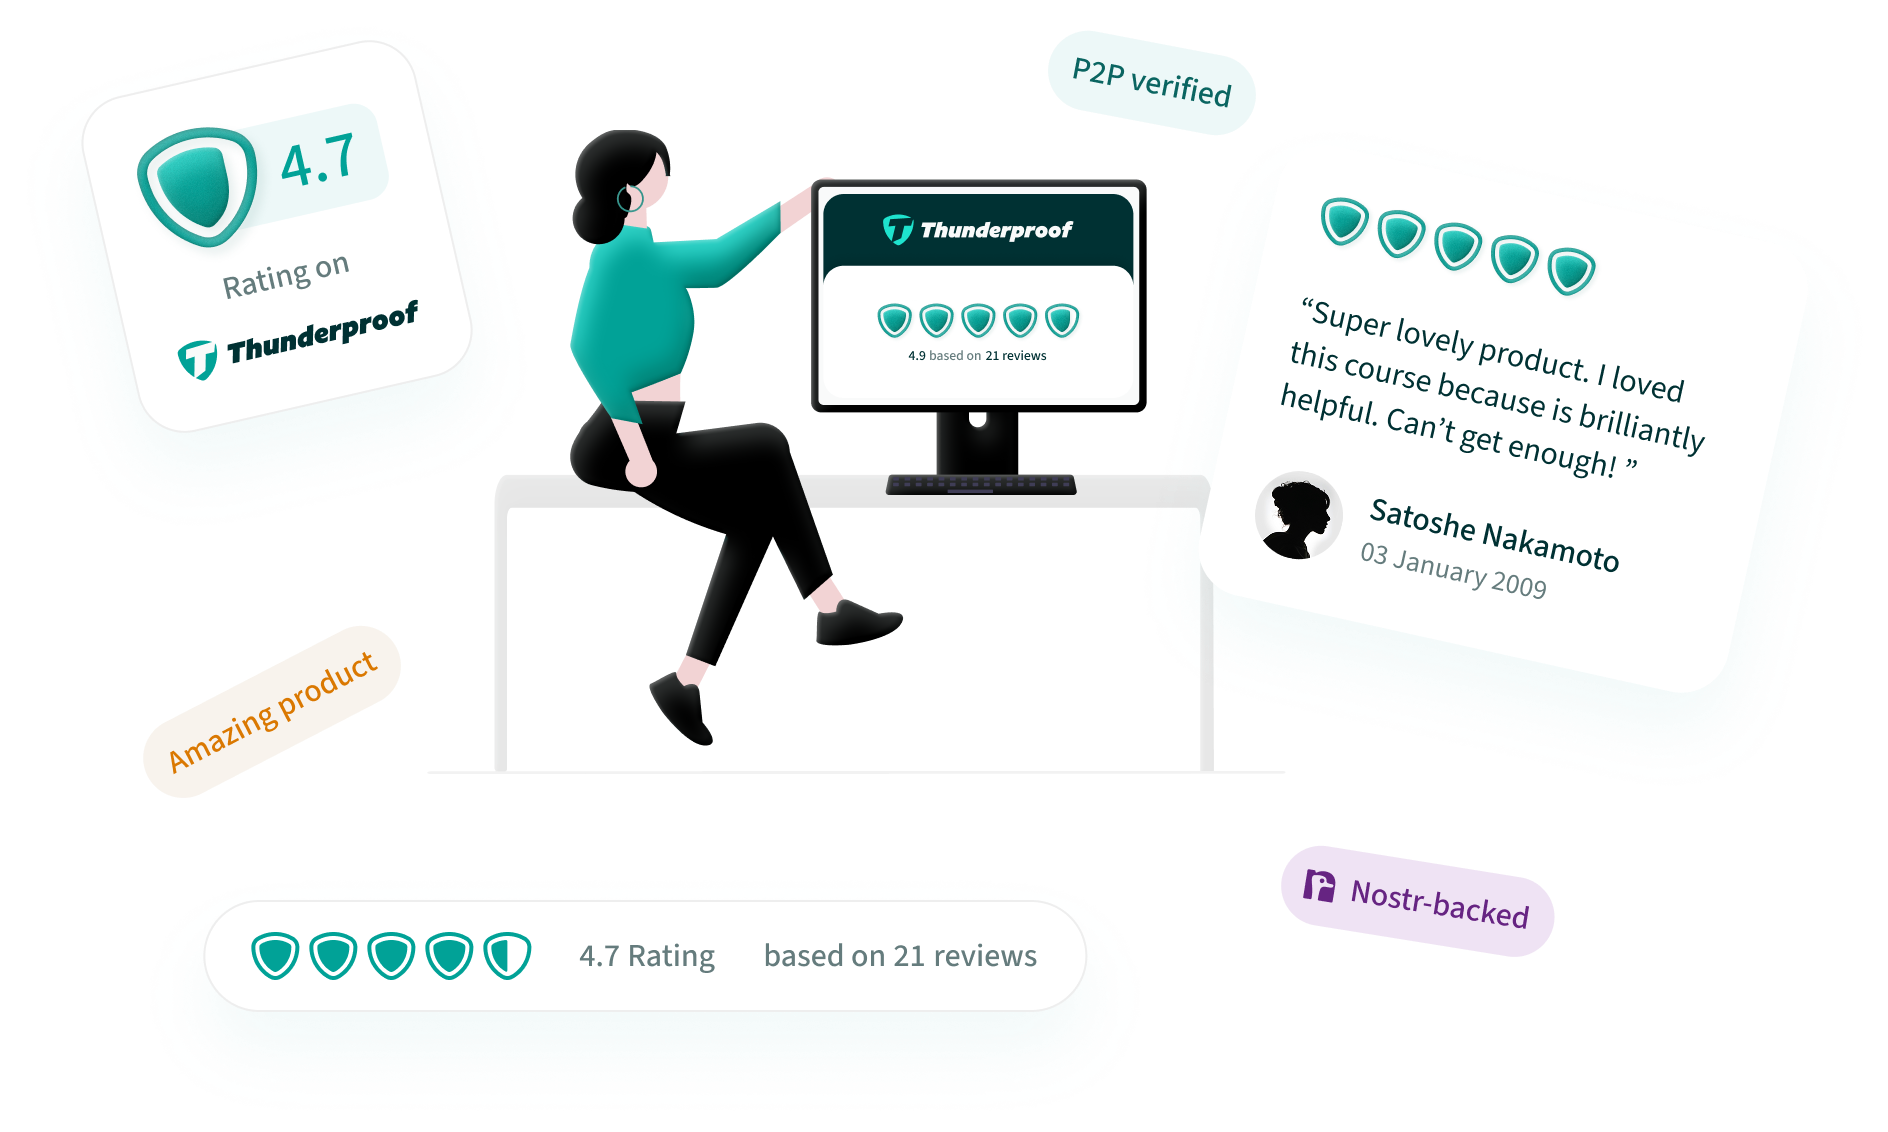 4.7
Rating on
Thunderproof
P2P verified
Thunderproof
4.9 based on 21 reviews
“Super lovely product. I loved
this course because is brilliantly
helpful. Can’t get enough! ”
Satoshe Nakamoto
03 January 2009
Amazing product
Nostr-backed
4.7 Rating based on 21 reviews